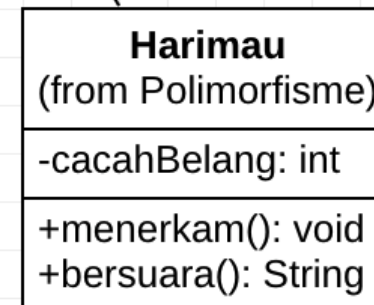 Harimau
(from Polimorfisme)
-cacahBelang: int
+menerkam(): void
+bersuara(): String